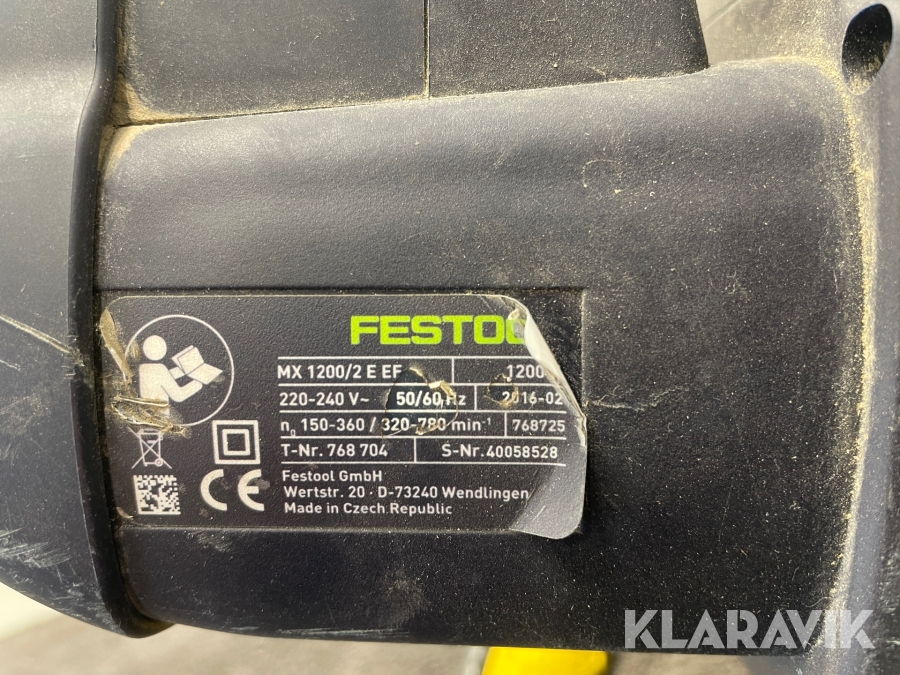 FESTOO
MX 1200/2 E EF 1200
220-240 V~ 50/60 Hz 2016-02
n₀ 150-360 / 320-780 min⁻¹ 768725
T-Nr. 768 704 S-Nr. 40058528
Festool GmbH
Wertstr. 20 · D-73240 Wendlingen
Made in Czech Republic
CE
KLARAVIK